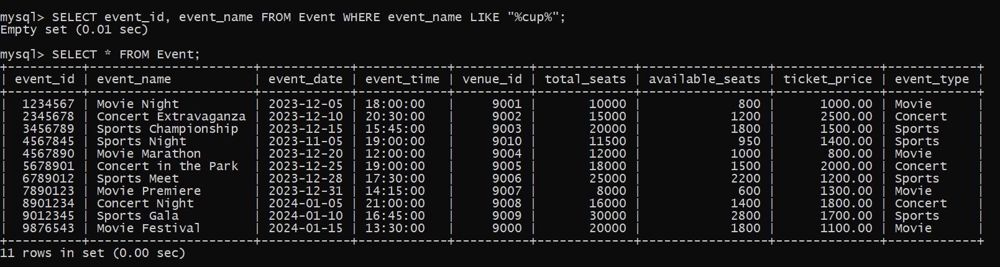 mysql> SELECT event_id, event_name FROM Event WHERE event_name LIKE "%cup%";
Empty set (0.01 sec)

mysql> SELECT * FROM Event;
+----------+----------------------+------------+------------+----------+-------------+-----------------+--------------+------------+
| event_id | event_name           | event_date | event_time | venue_id | total_seats | available_seats | ticket_price | event_type |
+----------+----------------------+------------+------------+----------+-------------+-----------------+--------------+------------+
|  1234567 | Movie Night          | 2023-12-05 | 18:00:00   |     9001 |       10000 |             800 |      1000.00 | Movie      |
|  2345678 | Concert Extravaganza | 2023-12-10 | 20:30:00   |     9002 |       15000 |            1200 |      2500.00 | Concert    |
|  3456789 | Sports Championship  | 2023-12-15 | 15:45:00   |     9003 |       20000 |            1800 |      1500.00 | Sports     |
|  4567845 | Sports Night         | 2023-11-05 | 19:00:00   |     9010 |       11500 |             950 |      1400.00 | Sports     |
|  4567890 | Movie Marathon       | 2023-12-20 | 12:00:00   |     9004 |       12000 |            1000 |       800.00 | Movie      |
|  5678901 | Concert in the Park  | 2023-12-25 | 19:00:00   |     9005 |       18000 |            1500 |      2000.00 | Concert    |
|  6789012 | Sports Meet          | 2023-12-28 | 17:30:00   |     9006 |       25000 |            2200 |      1200.00 | Sports     |
|  7890123 | Movie Premiere       | 2023-12-31 | 14:15:00   |     9007 |        8000 |             600 |      1300.00 | Movie      |
|  8901234 | Concert Night        | 2024-01-05 | 21:00:00   |     9008 |       16000 |            1400 |      1800.00 | Concert    |
|  9012345 | Sports Gala          | 2024-01-10 | 16:45:00   |     9009 |       30000 |            2800 |      1700.00 | Sports     |
|  9876543 | Movie Festival       | 2024-01-15 | 13:30:00   |     9000 |       20000 |            1800 |      1100.00 | Movie      |
+----------+----------------------+------------+------------+----------+-------------+-----------------+--------------+------------+
11 rows in set (0.00 sec)